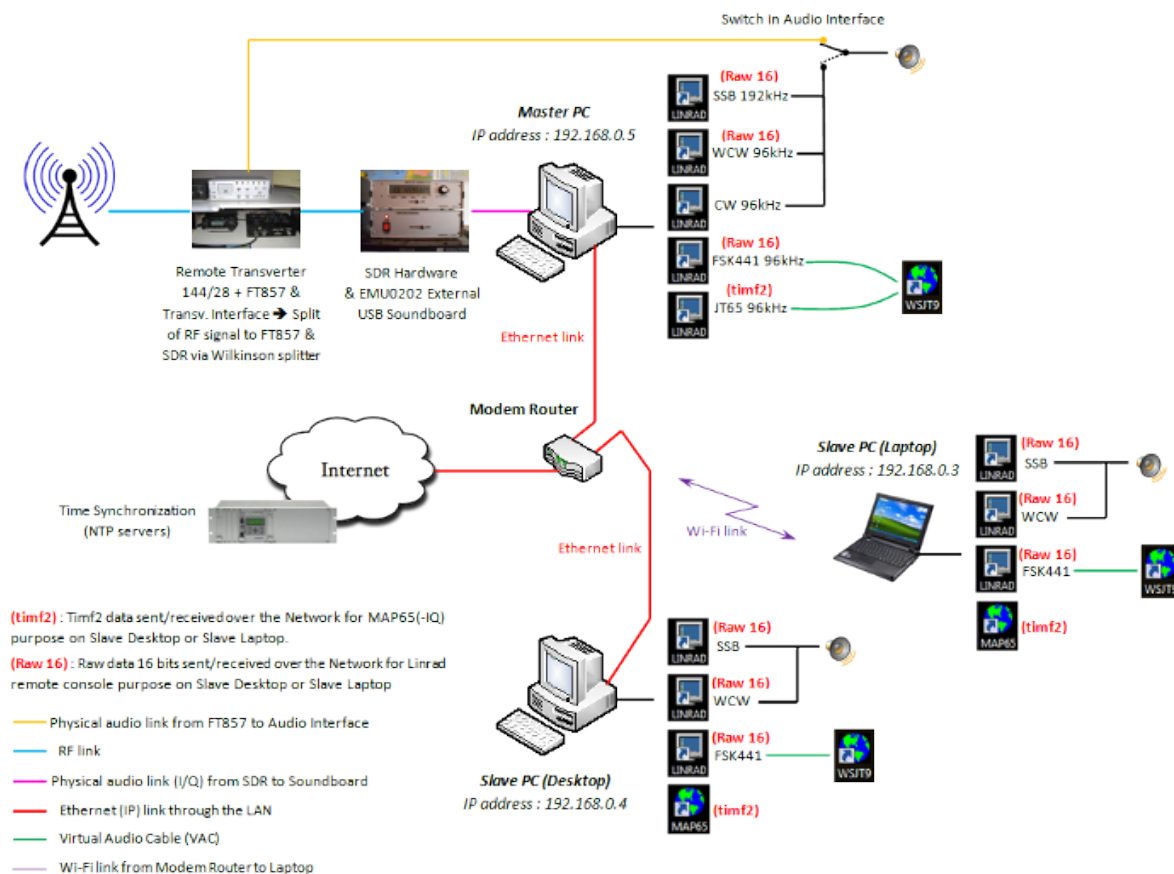 Switch in Audio Interface
Master PC
IP address : 192.168.0.5
(Raw 16)
SSB 192kHz
LINRAD
(Raw 16)
WCW 96kHz
LINRAD
CW 96kHz
LINRAD
(Raw 16)
FSK441 96kHz
LINRAD
(timf2)
JT65 96kHz
LINRAD
WSJT9
Remote Transverter
144/28 + FT857 &
Transv. Interface ➔ Split
of RF signal to FT857 &
SDR via Wilkinson splitter
SDR Hardware
& EMU0202 External
USB Soundboard
Ethernet link
Modem Router
Internet
Time Synchronization
(NTP servers)
Ethernet link
Wi-Fi link
Slave PC (Laptop)
IP address : 192.168.0.3
(Raw 16)
SSB
LINRAD
(Raw 16)
WCW
LINRAD
(Raw 16)
FSK441
LINRAD
WSJT9
(timf2)
MAP65
(Raw 16)
SSB
LINRAD
(Raw 16)
WCW
LINRAD
(Raw 16)
FSK441
LINRAD
WSJT9
(timf2)
MAP65
Slave PC (Desktop)
IP address : 192.168.0.4
(timf2) : Timf2 data sent/received over the Network for MAP65(-IQ)
purpose on Slave Desktop or Slave Laptop.
(Raw 16) : Raw data 16 bits sent/received over the Network for Linrad
remote console purpose on Slave Desktop or Slave Laptop
Physical audio link from FT857 to Audio Interface
RF link
Physical audio link (I/Q) from SDR to Soundboard
Ethernet (IP) link through the LAN
Virtual Audio Cable (VAC)
Wi-Fi link from Modem Router to Laptop